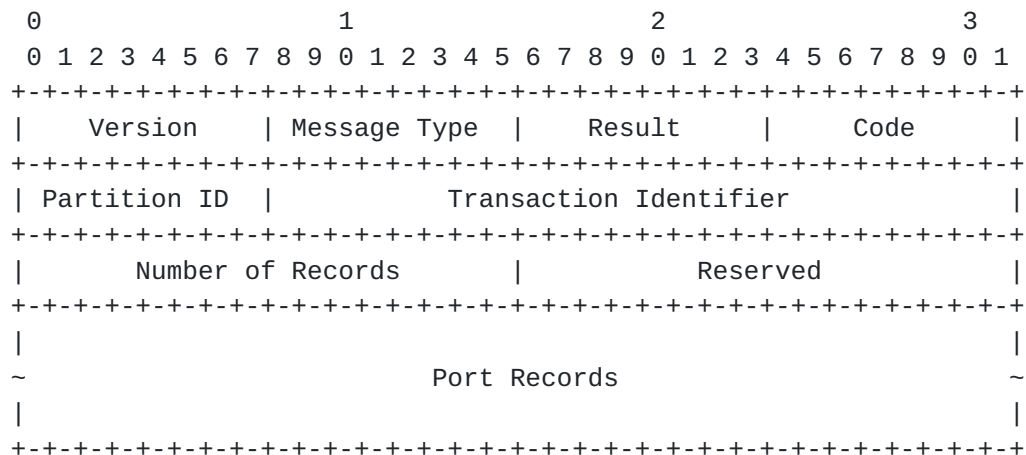 0                   1                   2                   3
 0 1 2 3 4 5 6 7 8 9 0 1 2 3 4 5 6 7 8 9 0 1 2 3 4 5 6 7 8 9 0 1
+-+-+-+-+-+-+-+-+-+-+-+-+-+-+-+-+-+-+-+-+-+-+-+-+-+-+-+-+-+-+-+-+
|    Version    | Message Type  |    Result     |     Code      |
+-+-+-+-+-+-+-+-+-+-+-+-+-+-+-+-+-+-+-+-+-+-+-+-+-+-+-+-+-+-+-+-+
| Partition ID  |           Transaction Identifier              |
+-+-+-+-+-+-+-+-+-+-+-+-+-+-+-+-+-+-+-+-+-+-+-+-+-+-+-+-+-+-+-+-+
|       Number of Records       |           Reserved            |
+-+-+-+-+-+-+-+-+-+-+-+-+-+-+-+-+-+-+-+-+-+-+-+-+-+-+-+-+-+-+-+-+
|                                                               |
~                          Port Records                         ~
|                                                               |
+-+-+-+-+-+-+-+-+-+-+-+-+-+-+-+-+-+-+-+-+-+-+-+-+-+-+-+-+-+-+-+-+